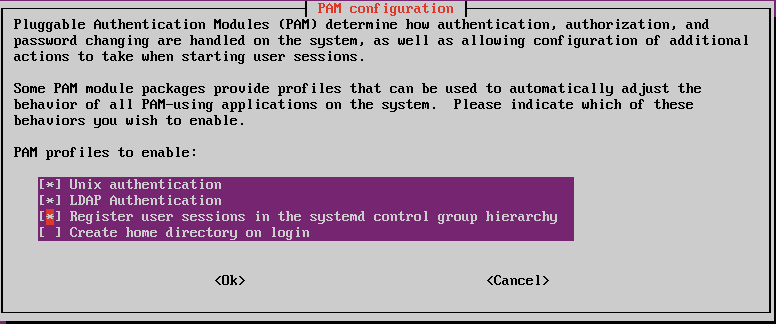 PAM configuration
Pluggable Authentication Modules (PAM) determine how authentication, authorization, and
password changing are handled on the system, as well as allowing configuration of additional
actions to take when starting user sessions.
Some PAM module packages provide profiles that can be used to automatically adjust the
behavior of all PAM-using applications on the system.  Please indicate which of these
behaviors you wish to enable.
PAM profiles to enable:
[*] Unix authentication
[*] LDAP Authentication
[*] Register user sessions in the systemd control group hierarchy
[ ] Create home directory on login
<Ok> <Cancel>